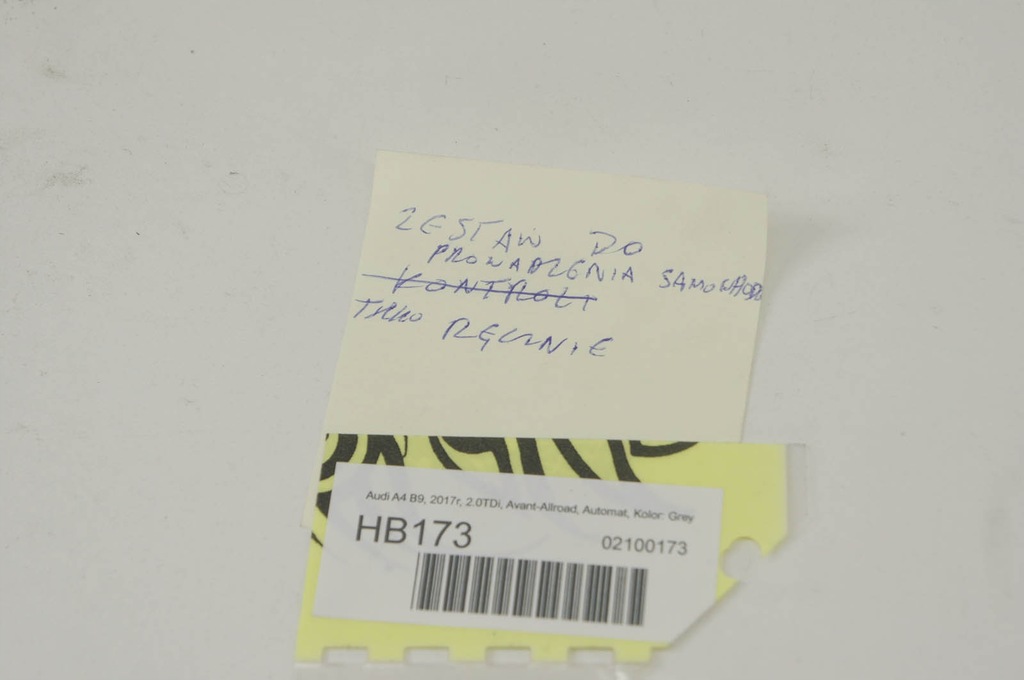 ZESTAW DO
PROWADZENIA SAMOCHODU
KONTROLI
TYLKO RĘCZNIE
Audi A4 B9, 2017r, 2.0TDi, Avant-Allroad, Automat, Kolor: Grey
HB173
02100173